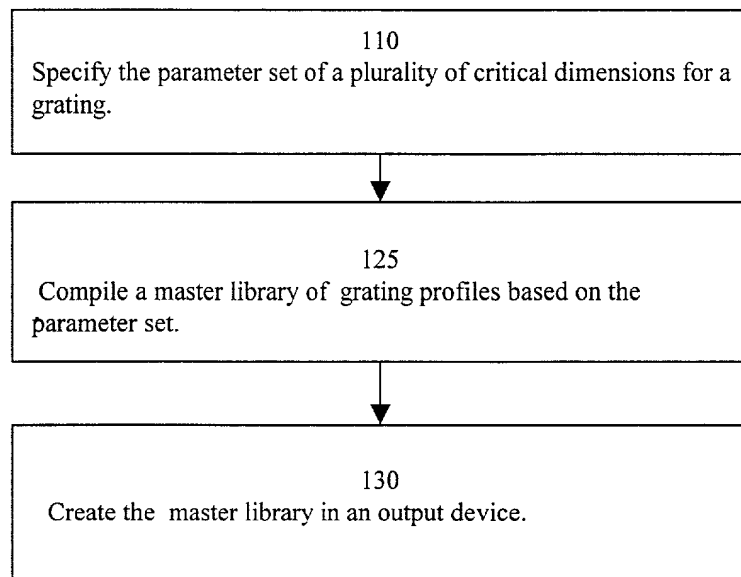 110
Specify the parameter set of a plurality of critical dimensions for a
grating.
125
Compile a master library of grating profiles based on the
parameter set.
130
Create the master library in an output device.